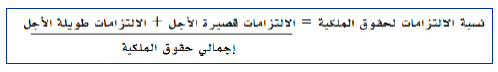 نسبة الالتزامات لحقوق الملكية = الالتزامات قصيرة الأجل + الالتزامات طويلة الأجل
إجمالي حقوق الملكية